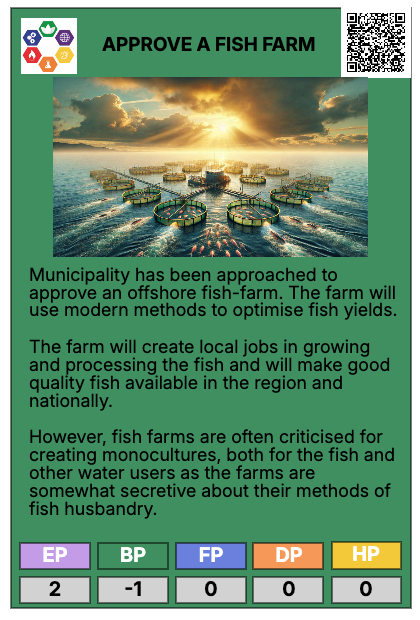 APPROVE A FISH FARM
Municipality has been approached to
approve an offshore fish-farm. The farm will
use modern methods to optimise fish yields.
The farm will create local jobs in growing
and processing the fish and will make good
quality fish available in the region and
nationally.
However, fish farms are often criticised for
creating monocultures, both for the fish and
other water users as the farms are
somewhat secretive about their methods of
fish husbandry.
EP BP FP DP HP
2 -1 0 0 0